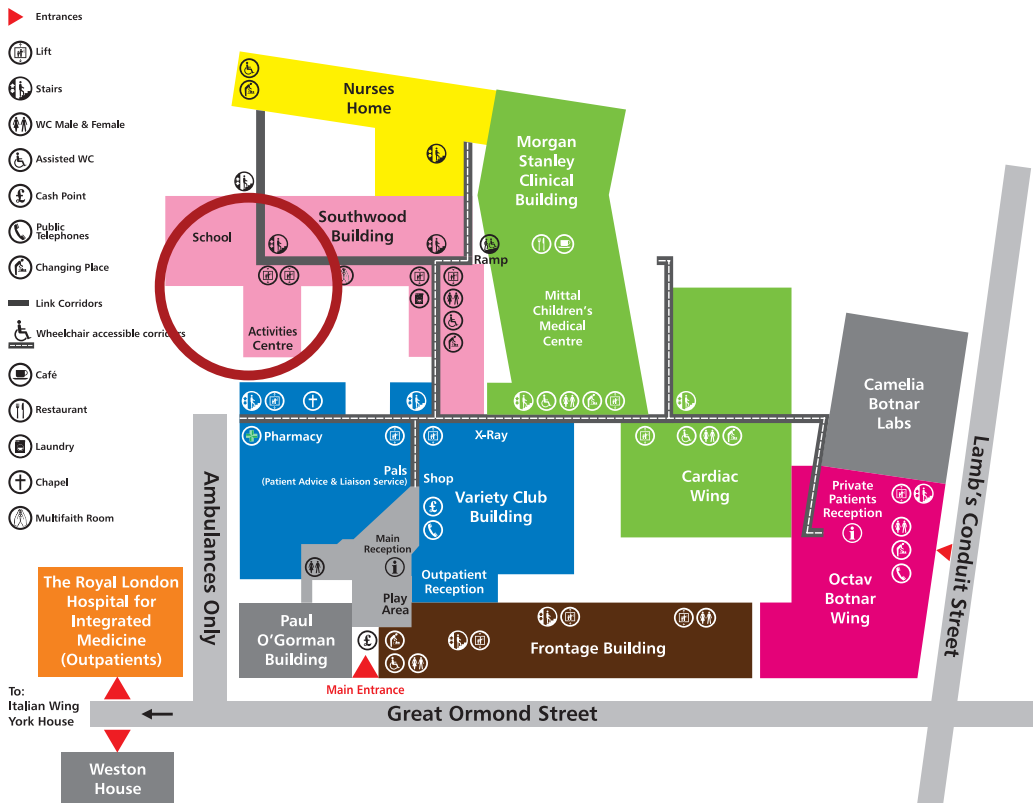 Entrances
Lift
Stairs
WC Male & Female
Assisted WC
£
Cash Point
Public
Telephones
Changing Place
Link Corridors
Wheelchair accessible corridors
Café
Restaurant
Laundry
Chapel
Multifaith Room
Nurses
Home
Morgan
Stanley
Clinical
Building
School
Southwood
Building
Ramp
Activities
Centre
Mittal
Children's
Medical
Centre
Camelia
Botnar
Labs
Pharmacy
X-Ray
Pals
(Patient Advice & Liaison Service)
Shop
£
Variety Club
Building
Cardiac
Wing
Private
Patients
Reception
i
Main
Reception
i
Outpatient
Reception
Play
Area
Octav
Botnar
Wing
Ambulances Only
Lamb's Conduit Street
The Royal London
Hospital for
Integrated
Medicine
(Outpatients)
Paul
O'Gorman
Building
£
Frontage Building
Main Entrance
To:
Italian Wing
York House
Great Ormond Street
Weston
House